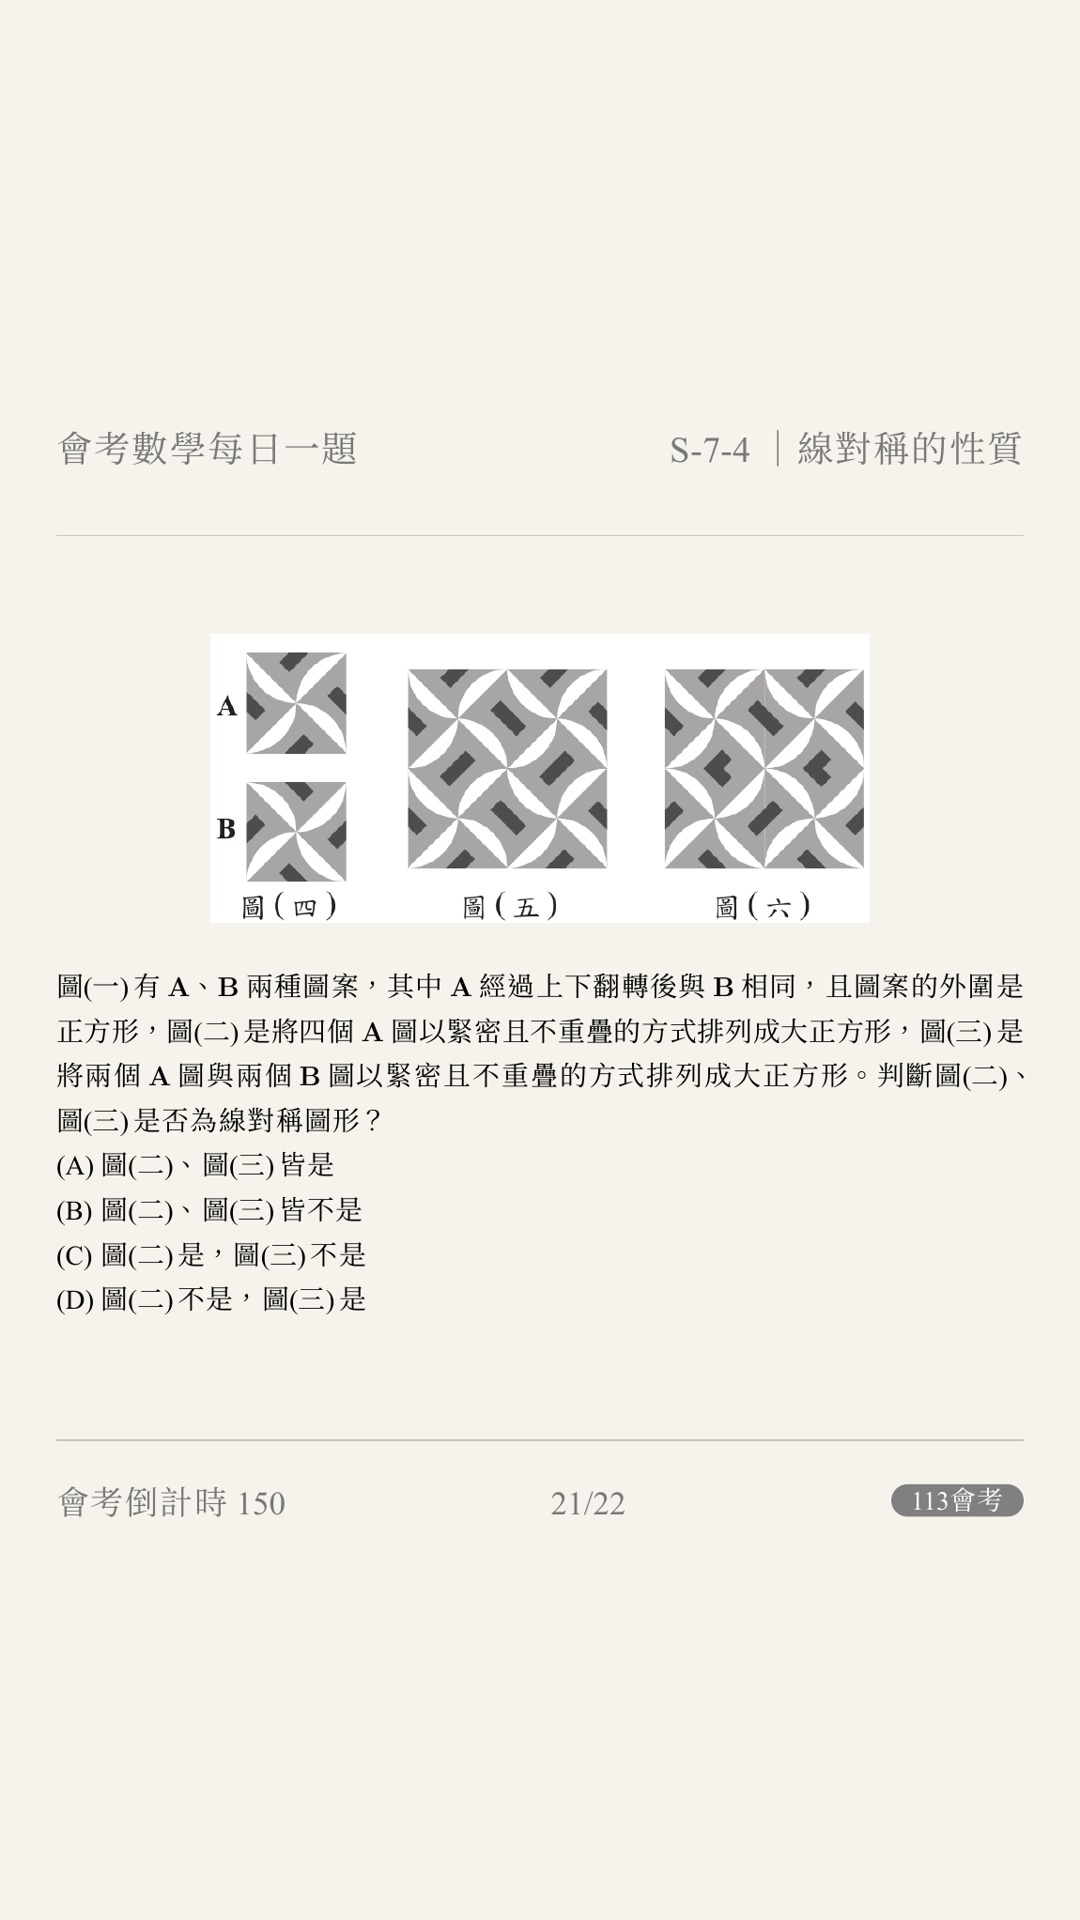 會考數學每日一題
S-7-4 ｜線對稱的性質
A
B
圖(四)
圖(五)
圖(六)
圖(一)有 A、B 兩種圖案，其中 A 經過上下翻轉後與 B 相同，且圖案的外圍是
正方形，圖(二)是將四個 A 圖以緊密且不重疊的方式排列成大正方形，圖(三)是
將兩個 A 圖與兩個 B 圖以緊密且不重疊的方式排列成大正方形。判斷圖(二)、
圖(三)是否為線對稱圖形？
(A) 圖(二)、圖(三)皆是
(B) 圖(二)、圖(三)皆不是
(C) 圖(二)是，圖(三)不是
(D) 圖(二)不是，圖(三)是
會考倒計時 150
21/22
113會考